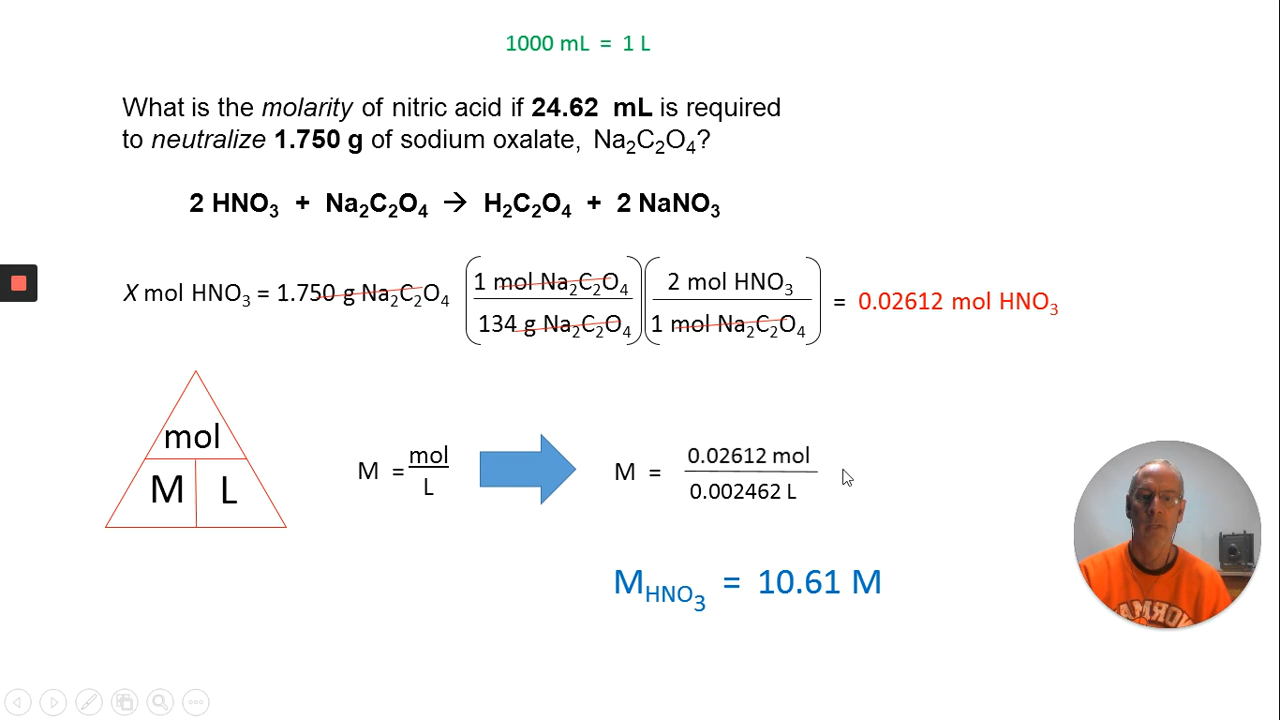 1000 mL = 1 L
What is the molarity of nitric acid if 24.62 mL is required
to neutralize 1.750 g of sodium oxalate, Na₂C₂O₄?
2 HNO₃ + Na₂C₂O₄ → H₂C₂O₄ + 2 NaNO₃
X mol HNO₃ = 1.750 g Na₂C₂O₄ (1 mol Na₂C₂O₄ / 134 g Na₂C₂O₄) (2 mol HNO₃ / 1 mol Na₂C₂O₄) = 0.02612 mol HNO₃
mol
M L
M = mol / L
M = 0.02612 mol / 0.002462 L
M HNO₃ = 10.61 M
NORMA